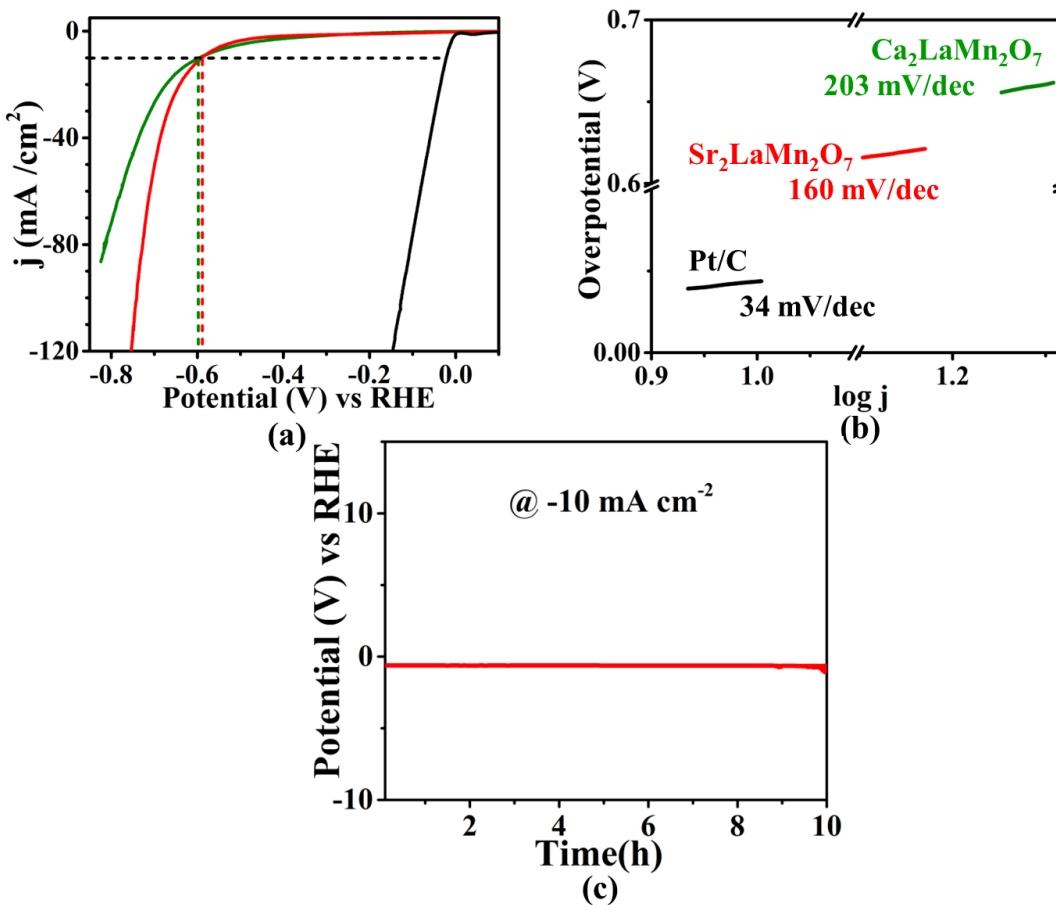 0
-40
-80
-120
j (mA /cm²)
-0.8
-0.6
-0.4
-0.2
0.0
Potential (V) vs RHE
(a)
0.7
0.6
0.00
Overpotential (V)
Ca₂LaMn₂O₇
203 mV/dec
Sr₂LaMn₂O₇
160 mV/dec
Pt/C
34 mV/dec
0.9
1.0
1.2
log j
(b)
10
0
-10
Potential (V) vs RHE
@ -10 mA cm⁻²
2
4
6
8
10
Time(h)
(c)